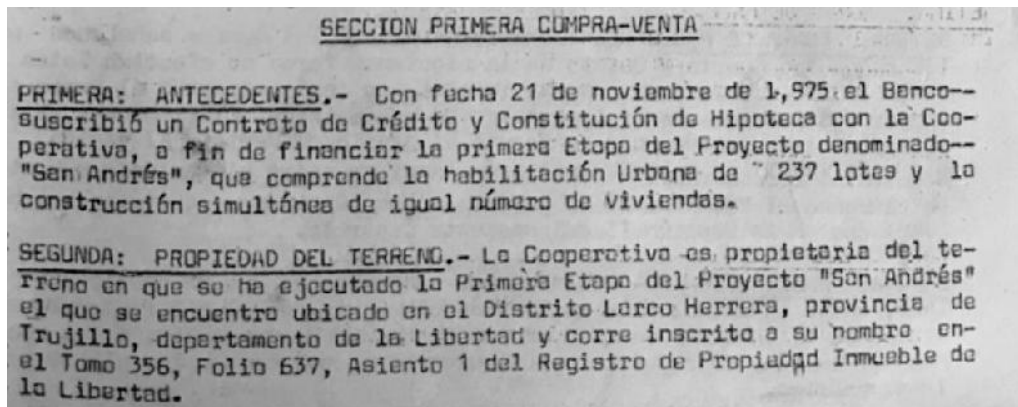 SECCION PRIMERA COMPRA-VENTA
PRIMERA: ANTECEDENTES.- Con fecha 21 de noviembre de 1,975 el Banco--
suscribió un Contrato de Crédito y Constitución de Hipoteca con la Coo-
perativa, a fin de financiar la primera Etapa del Proyecto denominado--
"San Andrés", que comprende la habilitación Urbana de 237 lotes y la
construcción simultánea de igual número de viviendas.
SEGUNDA: PROPIEDAD DEL TERRENO.- La Cooperativa es propietaria del te-
rreno en que se ha ejecutado la Primera Etapa del Proyecto "San Andrés"
el que se encuentra ubicado en el Distrito Larco Herrera, provincia de
Trujillo, departamento de la Libertad y corre inscrito a su nombre en-
el Tomo 356, Folio 637, Asiento 1 del Registro de Propiedad Inmueble de
la Libertad.